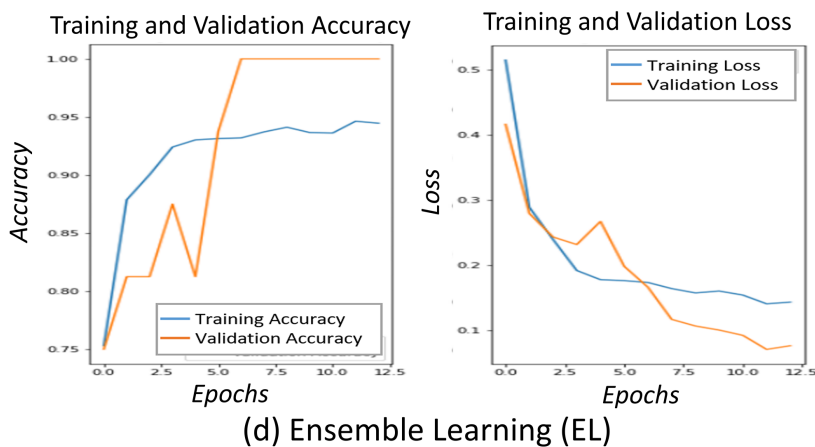 Training and Validation Accuracy
1.00
0.95
0.90
0.85
0.80
0.75
Accuracy
Training Accuracy
Validation Accuracy
0.0 2.5 5.0 7.5 10.0 12.5
Epochs
Training and Validation Loss
0.5
0.4
0.3
0.2
0.1
Loss
Training Loss
Validation Loss
0.0 2.5 5.0 7.5 10.0 12.5
Epochs
(d) Ensemble Learning (EL)